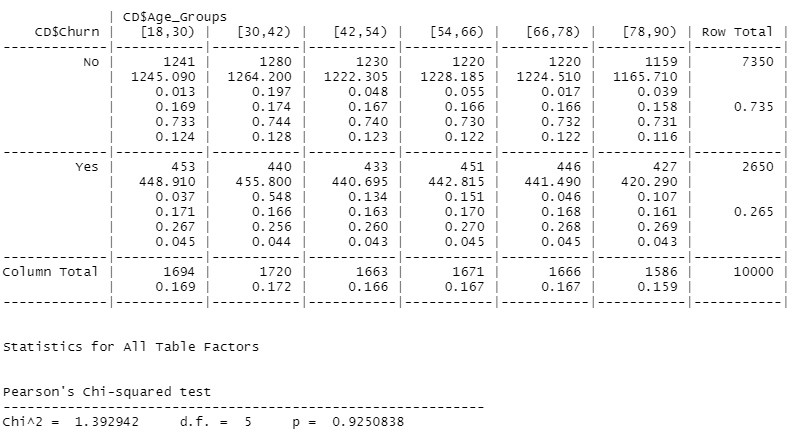 | CD$Age_Groups
    CD$Churn |   [18,30) |   [30,42) |   [42,54) |   [54,66) |   [66,78) |   [78,90) | Row Total |
-------------|-----------|-----------|-----------|-----------|-----------|-----------|-----------|
          No |      1241 |      1280 |      1230 |      1220 |      1220 |      1159 |      7350 |
             |  1245.090 |  1264.200 |  1222.305 |  1228.185 |  1224.510 |  1165.710 |           |
             |     0.013 |     0.197 |     0.048 |     0.055 |     0.017 |     0.039 |           |
             |     0.169 |     0.174 |     0.167 |     0.166 |     0.166 |     0.158 |     0.735 |
             |     0.733 |     0.744 |     0.740 |     0.730 |     0.732 |     0.731 |           |
             |     0.124 |     0.128 |     0.123 |     0.122 |     0.122 |     0.116 |           |
-------------|-----------|-----------|-----------|-----------|-----------|-----------|-----------|
         Yes |       453 |       440 |       433 |       451 |       446 |       427 |      2650 |
             |   448.910 |   455.800 |   440.695 |   442.815 |   441.490 |   420.290 |           |
             |     0.037 |     0.548 |     0.134 |     0.151 |     0.046 |     0.107 |           |
             |     0.171 |     0.166 |     0.163 |     0.170 |     0.168 |     0.161 |     0.265 |
             |     0.267 |     0.256 |     0.260 |     0.270 |     0.268 |     0.269 |           |
             |     0.045 |     0.044 |     0.043 |     0.045 |     0.045 |     0.043 |           |
-------------|-----------|-----------|-----------|-----------|-----------|-----------|-----------|
Column Total |      1694 |      1720 |      1663 |      1671 |      1666 |      1586 |     10000 |
             |     0.169 |     0.172 |     0.166 |     0.167 |     0.167 |     0.159 |           |
-------------|-----------|-----------|-----------|-----------|-----------|-----------|-----------|
Statistics for All Table Factors
Pearson's Chi-squared test
------------------------------------------------------------
Chi^2 =  1.392942     d.f. =  5     p =  0.9250838